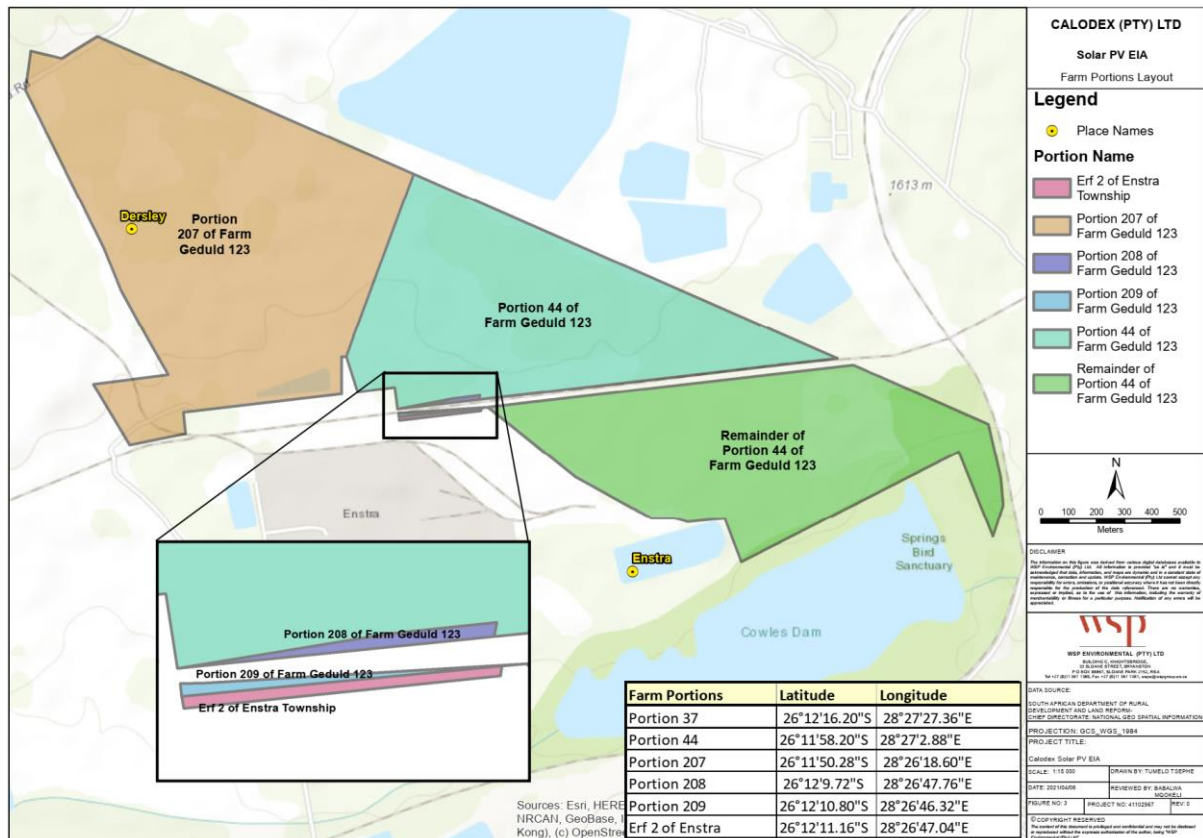 Dersley
Portion
207 of Farm
Geduld 123
Portion 44 of
Farm Geduld 123
1613 m
Remainder of
Portion 44 of
Farm Geduld 123
Enstra
Enstra
Springs
Bird
Sanctuary
Cowles Dam
Portion 208 of Farm Geduld 123
Portion 209 of Farm Geduld 123
Erf 2 of Enstra Township
Farm Portions Latitude Longitude
Portion 37 26°12'16.20"S 28°27'27.36"E
Portion 44 26°11'58.20"S 28°27'2.88"E
Portion 207 26°11'50.28"S 28°26'18.60"E
Portion 208 26°12'9.72"S 28°26'47.76"E
Portion 209 26°12'10.80"S 28°26'46.32"E
Erf 2 of Enstra 26°12'11.16"S 28°26'47.04"E
Sources: Esri, HERE
NRCAN, GeoBase,
Kong), (c) OpenStre
CALODEX (PTY) LTD
Solar PV EIA
Farm Portions Layout
Legend
Place Names
Portion Name
Erf 2 of Enstra
Township
Portion 207 of
Farm Geduld 123
Portion 208 of
Farm Geduld 123
Portion 209 of
Farm Geduld 123
Portion 44 of
Farm Geduld 123
Remainder of
Portion 44 of
Farm Geduld 123
N
0 100 200 300 400 500
Meters
DISCLAIMER
wsp
WSP ENVIRONMENTAL (PTY) LTD
DATA SOURCE:
SOUTH AFRICAN DEPARTMENT OF RURAL
DEVELOPMENT AND LAND REFORM-
CHIEF DIRECTORATE: NATIONAL GEO SPATIAL INFORMATION
PROJECTION: GCS_WGS_1984
PROJECT TITLE:
Calodex Solar PV EIA
SCALE: 1:15 000 DRAWN BY: TUMELO TSEPHE
DATE: 2021/04/08 REVIEWED BY: BABALWA
MQOKELI
FIGURE NO: 3 PROJECT NO: 41102967 REV: 0
© COPYRIGHT RESERVED